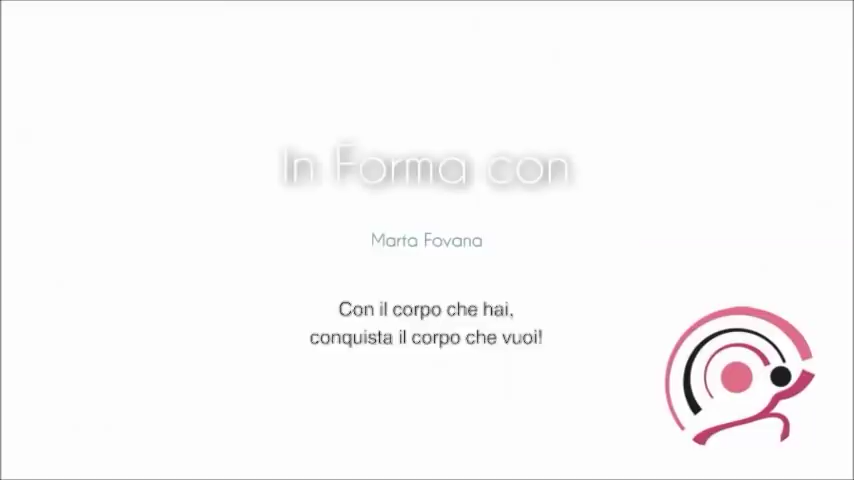 In Forma con
Marta Fovana
Con il corpo che hai,
conquista il corpo che vuoi!